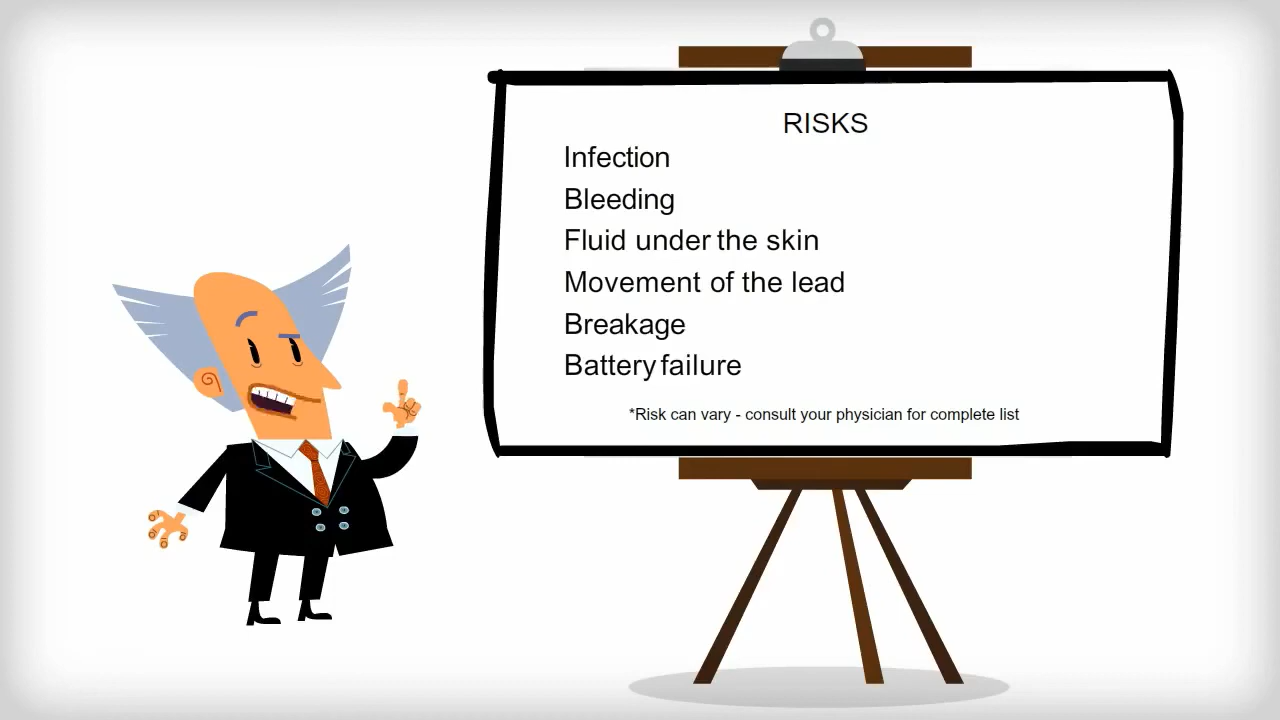 RISKS
Infection
Bleeding
Fluid under the skin
Movement of the lead
Breakage
Battery failure
*Risk can vary - consult your physician for complete list